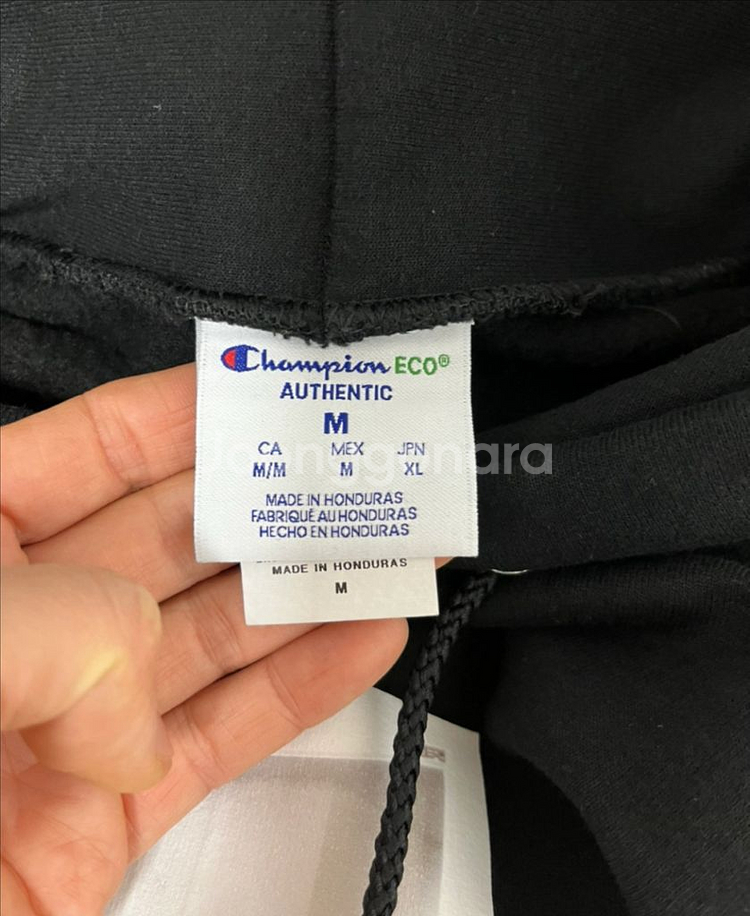 Champion ECO®
AUTHENTIC
M
CA MEX JPN
M/M M XL
MADE IN HONDURAS
FABRIQUÉ AU HONDURAS
HECHO EN HONDURAS
MADE IN HONDURAS
M